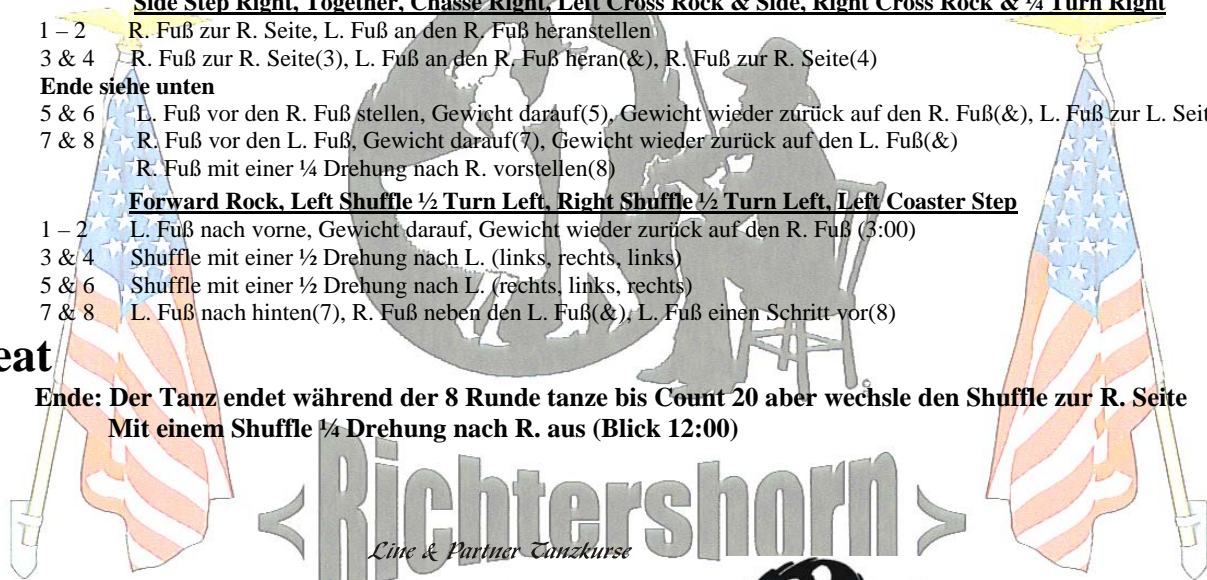 Side Step Right, Together, Chasse Right, Left Cross Rock & Side, Right Cross Rock & ¼ Turn Right
1 – 2 R. Fuß zur R. Seite, L. Fuß an den R. Fuß heranstellen
3 & 4 R. Fuß zur R. Seite(3), L. Fuß an den R. Fuß heran(&), R. Fuß zur R. Seite(4)
Ende siehe unten
5 & 6 L. Fuß vor den R. Fuß stellen, Gewicht darauf(5), Gewicht wieder zurück auf den R. Fuß(&), L. Fuß zur L. Seit
7 & 8 R. Fuß vor den L. Fuß, Gewicht darauf(7), Gewicht wieder zurück auf den L. Fuß(&)
R. Fuß mit einer ¼ Drehung nach R. vorstellen(8)
Forward Rock, Left Shuffle ½ Turn Left, Right Shuffle ½ Turn Left, Left Coaster Step
1 – 2 L. Fuß nach vorne, Gewicht darauf, Gewicht wieder zurück auf den R. Fuß (3:00)
3 & 4 Shuffle mit einer ½ Drehung nach L. (links, rechts, links)
5 & 6 Shuffle mit einer ½ Drehung nach L. (rechts, links, rechts)
7 & 8 L. Fuß nach hinten(7), R. Fuß neben den L. Fuß(&), L. Fuß einen Schritt vor(8)
eat
Ende: Der Tanz endet während der 8 Runde tanze bis Count 20 aber wechsle den Shuffle zur R. Seite
Mit einem Shuffle ¼ Drehung nach R. aus (Blick 12:00)
<Richtershorn>
Line & Partner Tanzkurse